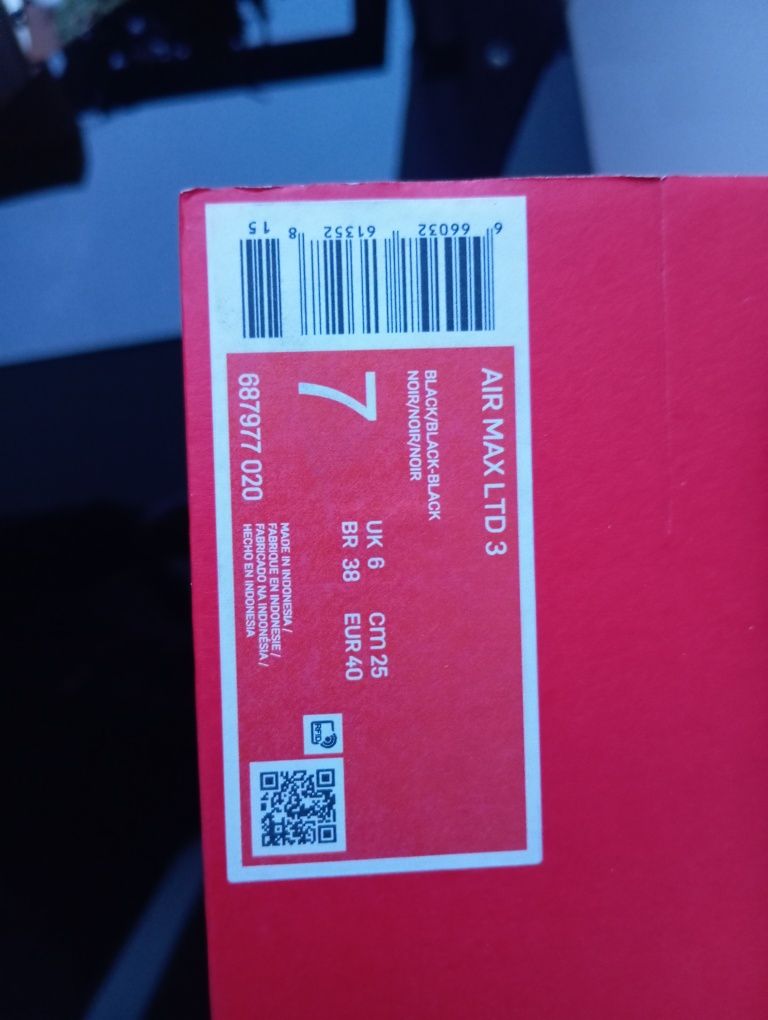 6 66032 61352 8 15
AIR MAX LTD 3
BLACK/BLACK-BLACK
NOIR/NOIR/NOIR
7
687977 020
UK 6 cm 25
BR 38 EUR 40
MADE IN INDONESIA /
FABRIQUE EN INDONESIE /
FABRICADO NA INDONÉSIA /
HECHO EN INDONESIA
RFID